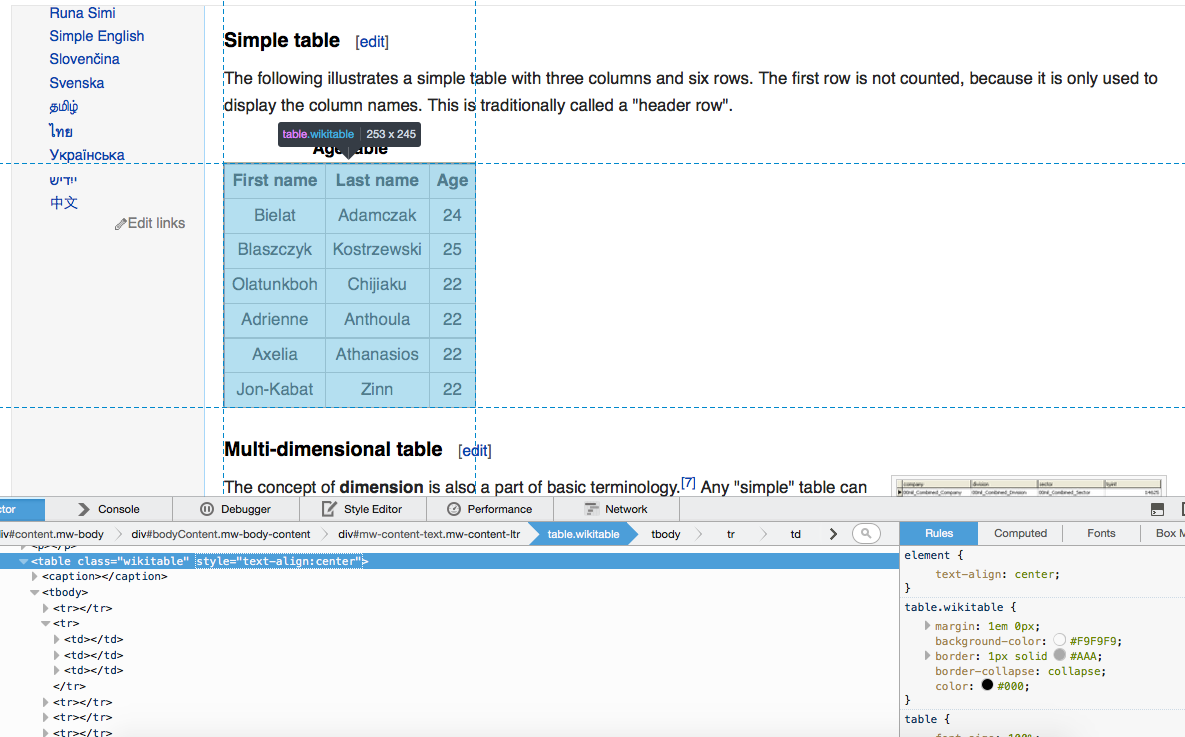 Runa Simi
Simple English
Slovenčina
Svenska
தமிழ்
ไทย
Українська
ייִדיש
中文
Edit links
Simple table [edit]
The following illustrates a simple table with three columns and six rows. The first row is not counted, because it is only used to
display the column names. This is traditionally called a "header row".
table.wikitable 253 x 245
First name Last name Age
Bielat Adamczak 24
Blaszczyk Kostrzewski 25
Olatunkboh Chijiaku 22
Adrienne Anthoula 22
Axelia Athanasios 22
Jon-Kabat Zinn 22
Multi-dimensional table [edit]
The concept of dimension is also a part of basic terminology.[7] Any "simple" table can
ctor Console Debugger Style Editor Performance Network
iv#content.mw-body div#bodyContent.mw-body-content div#mw-content-text.mw-content-ltr table.wikitable tbody tr td
Rules Computed Fonts Box M
<table class="wikitable" style="text-align:center">
<caption></caption>
<tbody>
<tr></tr>
<tr>
<td></td>
<td></td>
<td></td>
</tr>
<tr></tr>
<tr></tr>
<tr></tr>
element {
text-align: center;
}
table.wikitable {
margin: 1em 0px;
background-color: #F9F9F9;
border: 1px solid #AAA;
border-collapse: collapse;
color: #000;
}
table {